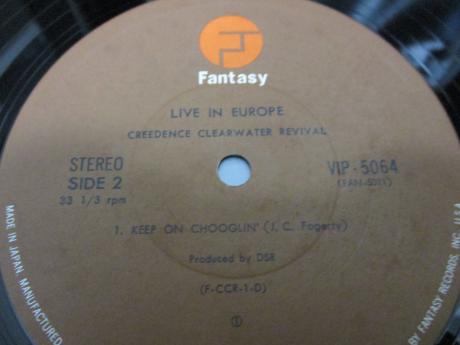 Fantasy
LIVE IN EUROPE
CREEDENCE CLEARWATER REVIVAL
STEREO
SIDE 2
33 1/3 rpm
VIP-5064
1. KEEP ON CHOOGLIN' (J. C. Fogerty)
Produced by DSR
(F-CCR-1-D)
①
MADE IN JAPAN. MANUFACTURED
BY FANTASY RECORDS, INC. U.S.A.